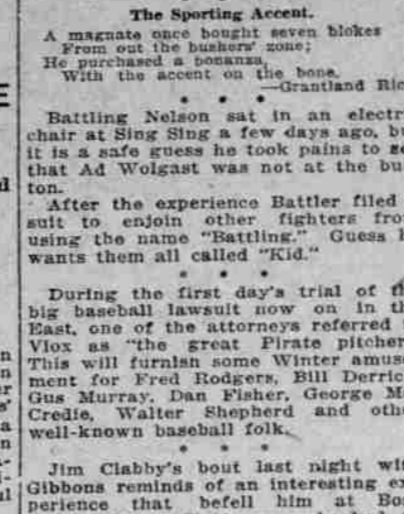 The Sporting Accent.
A magnate once bought seven blokes
From out the bushers' zone;
He purchased a bonanza,
With the accent on the bone.
—Grantland Ric
* * *
Battling Nelson sat in an electr
chair at Sing Sing a few days ago, bu
it is a safe guess he took pains to se
that Ad Wolgast was not at the bu
ton.
After the experience Battler filed
suit to enjoin other fighters fro
using the name "Battling." Guess h
wants them all called "Kid."
* * *
During the first day's trial of th
big baseball lawsuit now on in th
East, one of the attorneys referred
Viox as "the great Pirate pitcher
This will furnish some Winter amuse
ment for Fred Rodgers, Bill Derric
Gus Murray, Dan Fisher, George M
Credie, Walter Shepherd and oth
well-known baseball folk.
* * *
Jim Clabby's bout last night wit
Gibbons reminds of an interesting ex
perience that befell him at Bos